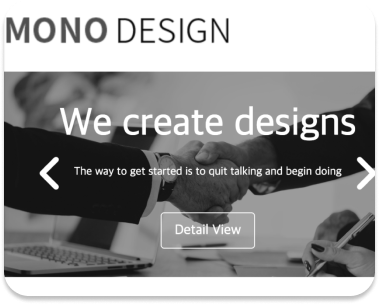 MONO DESIGN
We create designs
The way to get started is to quit talking and begin doing
Detail View